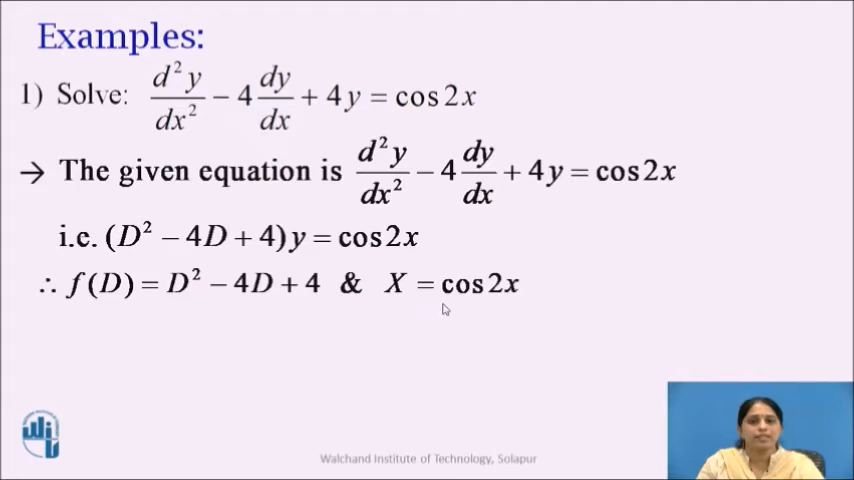 Examples:
1) Solve: d²y/dx² − 4 dy/dx + 4y = cos 2x
→ The given equation is d²y/dx² − 4 dy/dx + 4y = cos 2x
i.e. (D² − 4D + 4) y = cos 2x
∴ f(D) = D² − 4D + 4 & X = cos 2x
Walchand Institute of Technology, Solapur